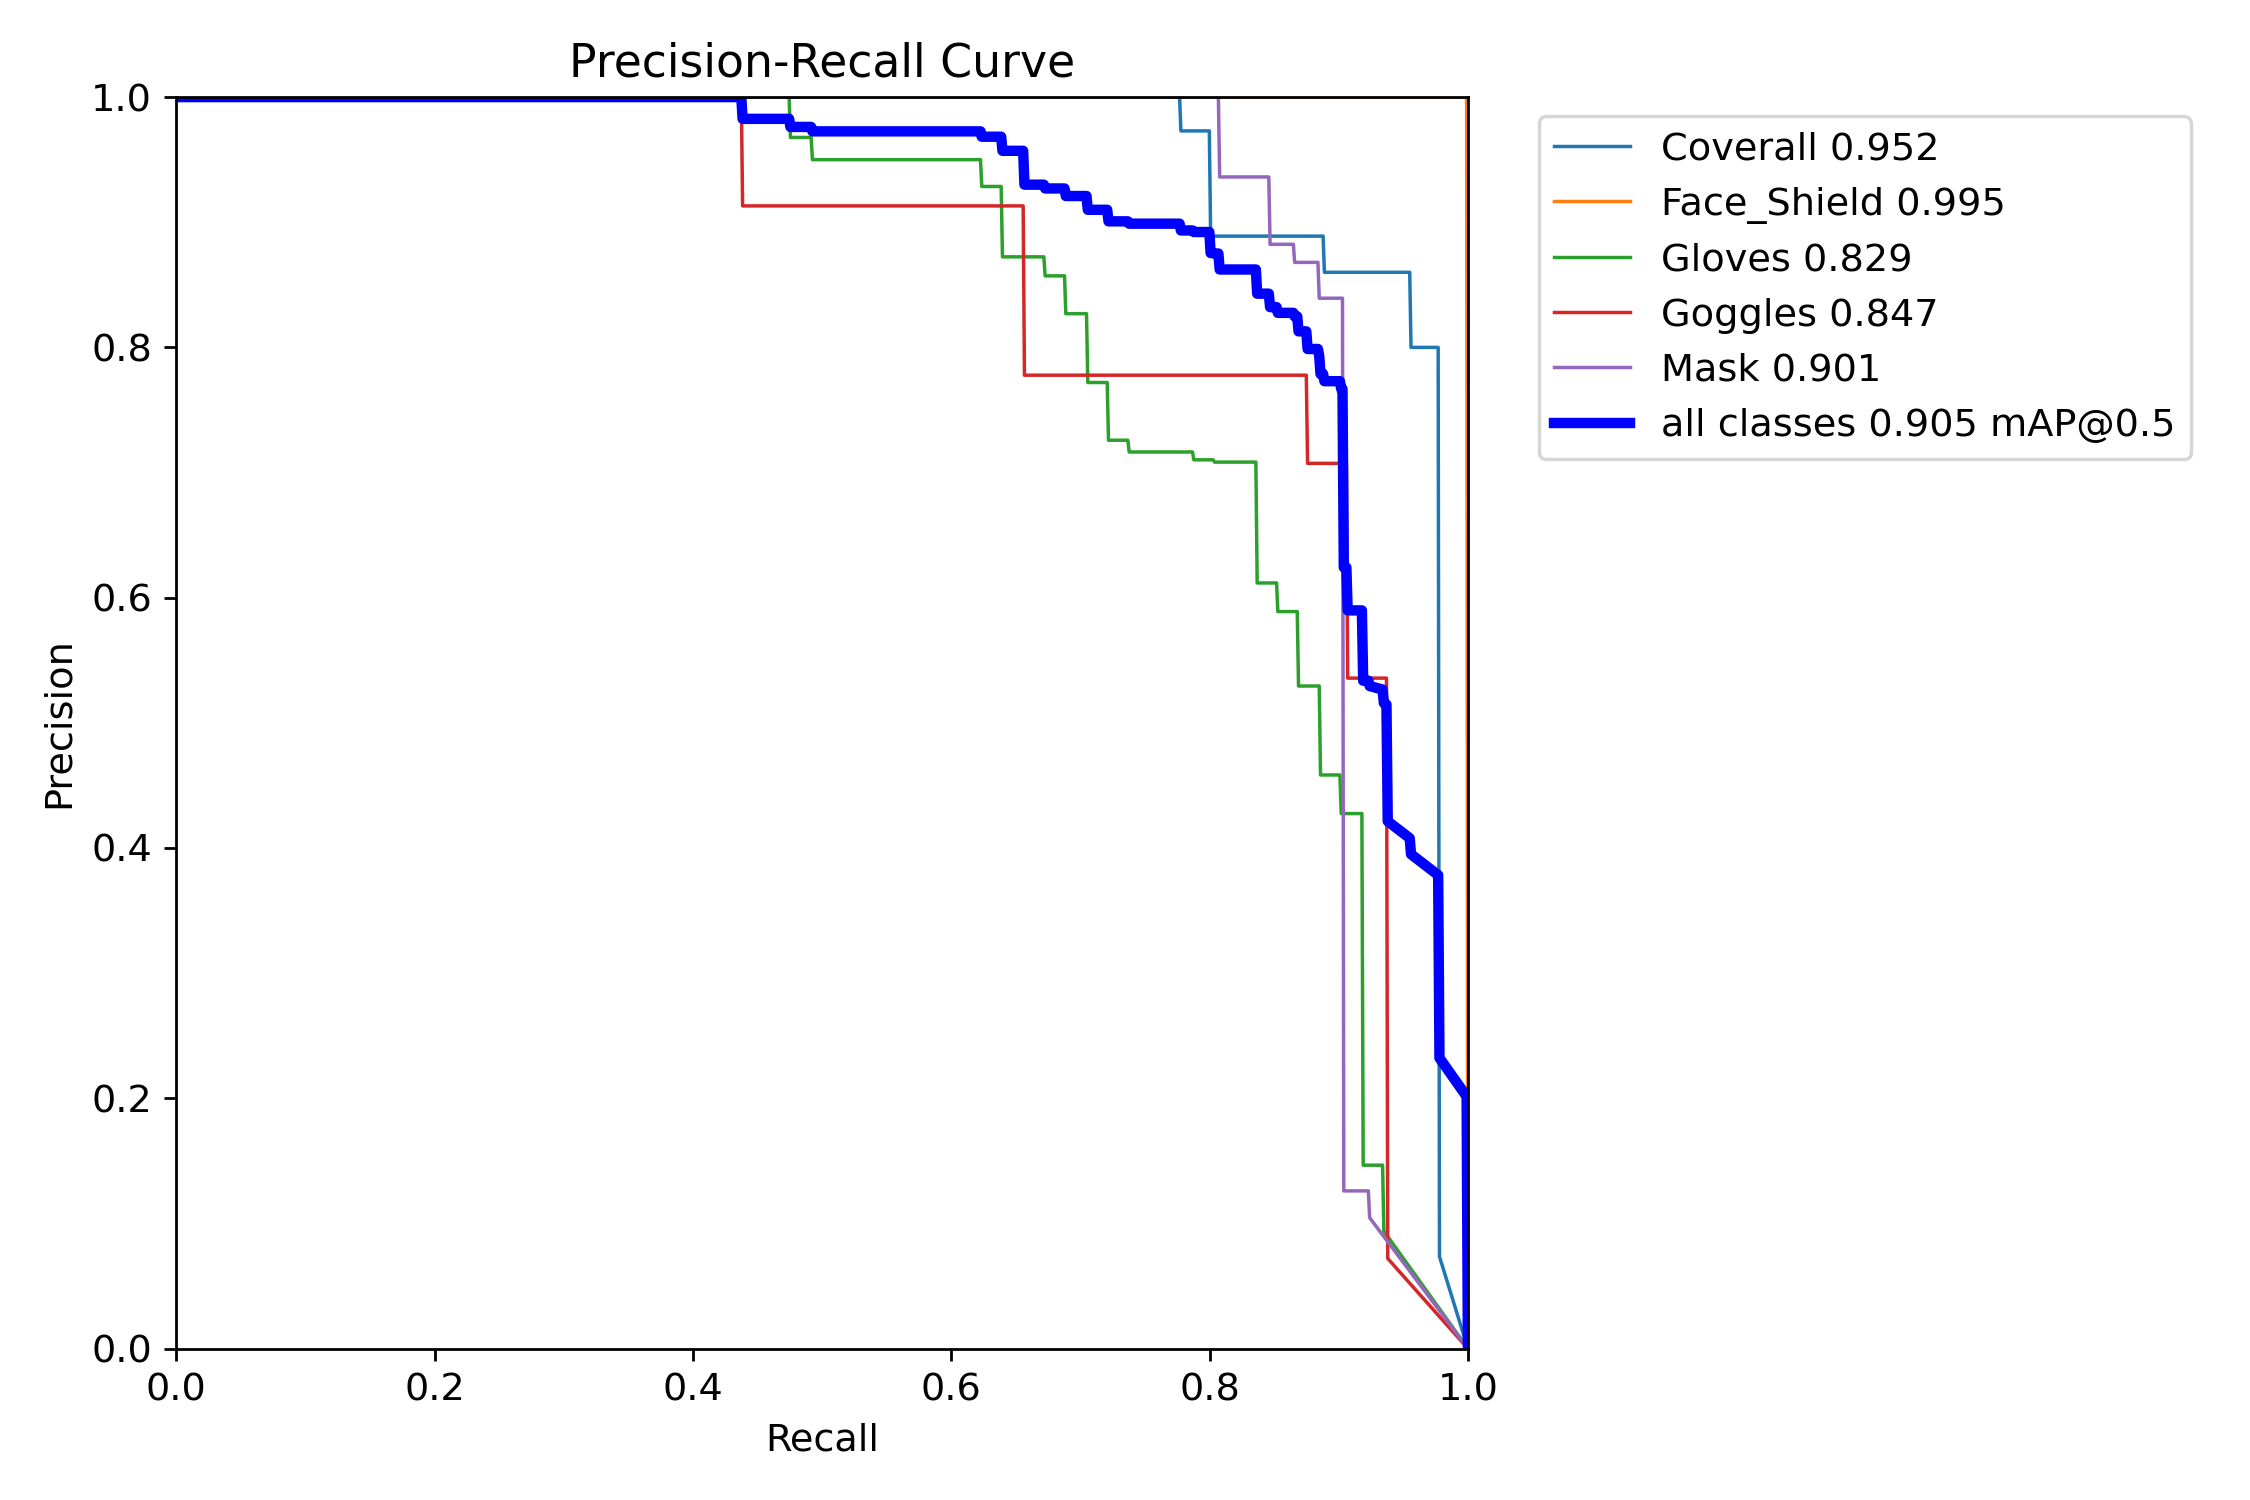 Precision-Recall Curve
1.0
0.8
0.6
0.4
0.2
0.0
Precision
0.0 0.2 0.4 0.6 0.8 1.0
Recall
Coverall 0.952
Face_Shield 0.995
Gloves 0.829
Goggles 0.847
Mask 0.901
all classes 0.905 mAP@0.5